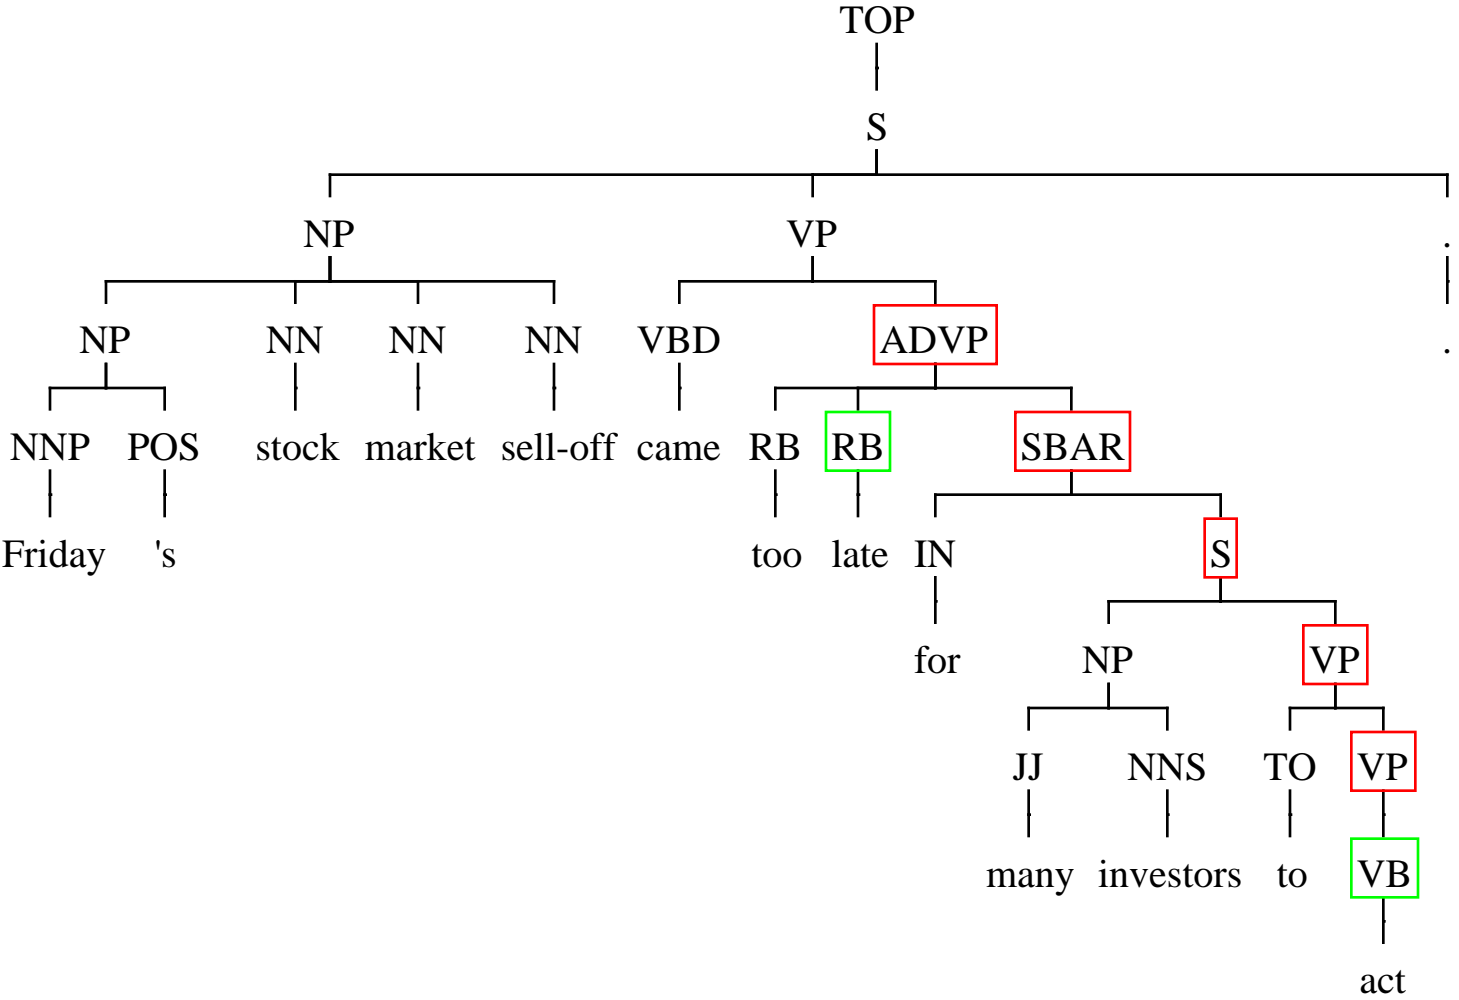 TOP
S
NP VP .
NP NN NN NN VBD ADVP .
NNP POS stock market sell-off came RB RB SBAR
Friday 's too late IN S
for NP VP
JJ NNS TO VP
many investors to VB
act